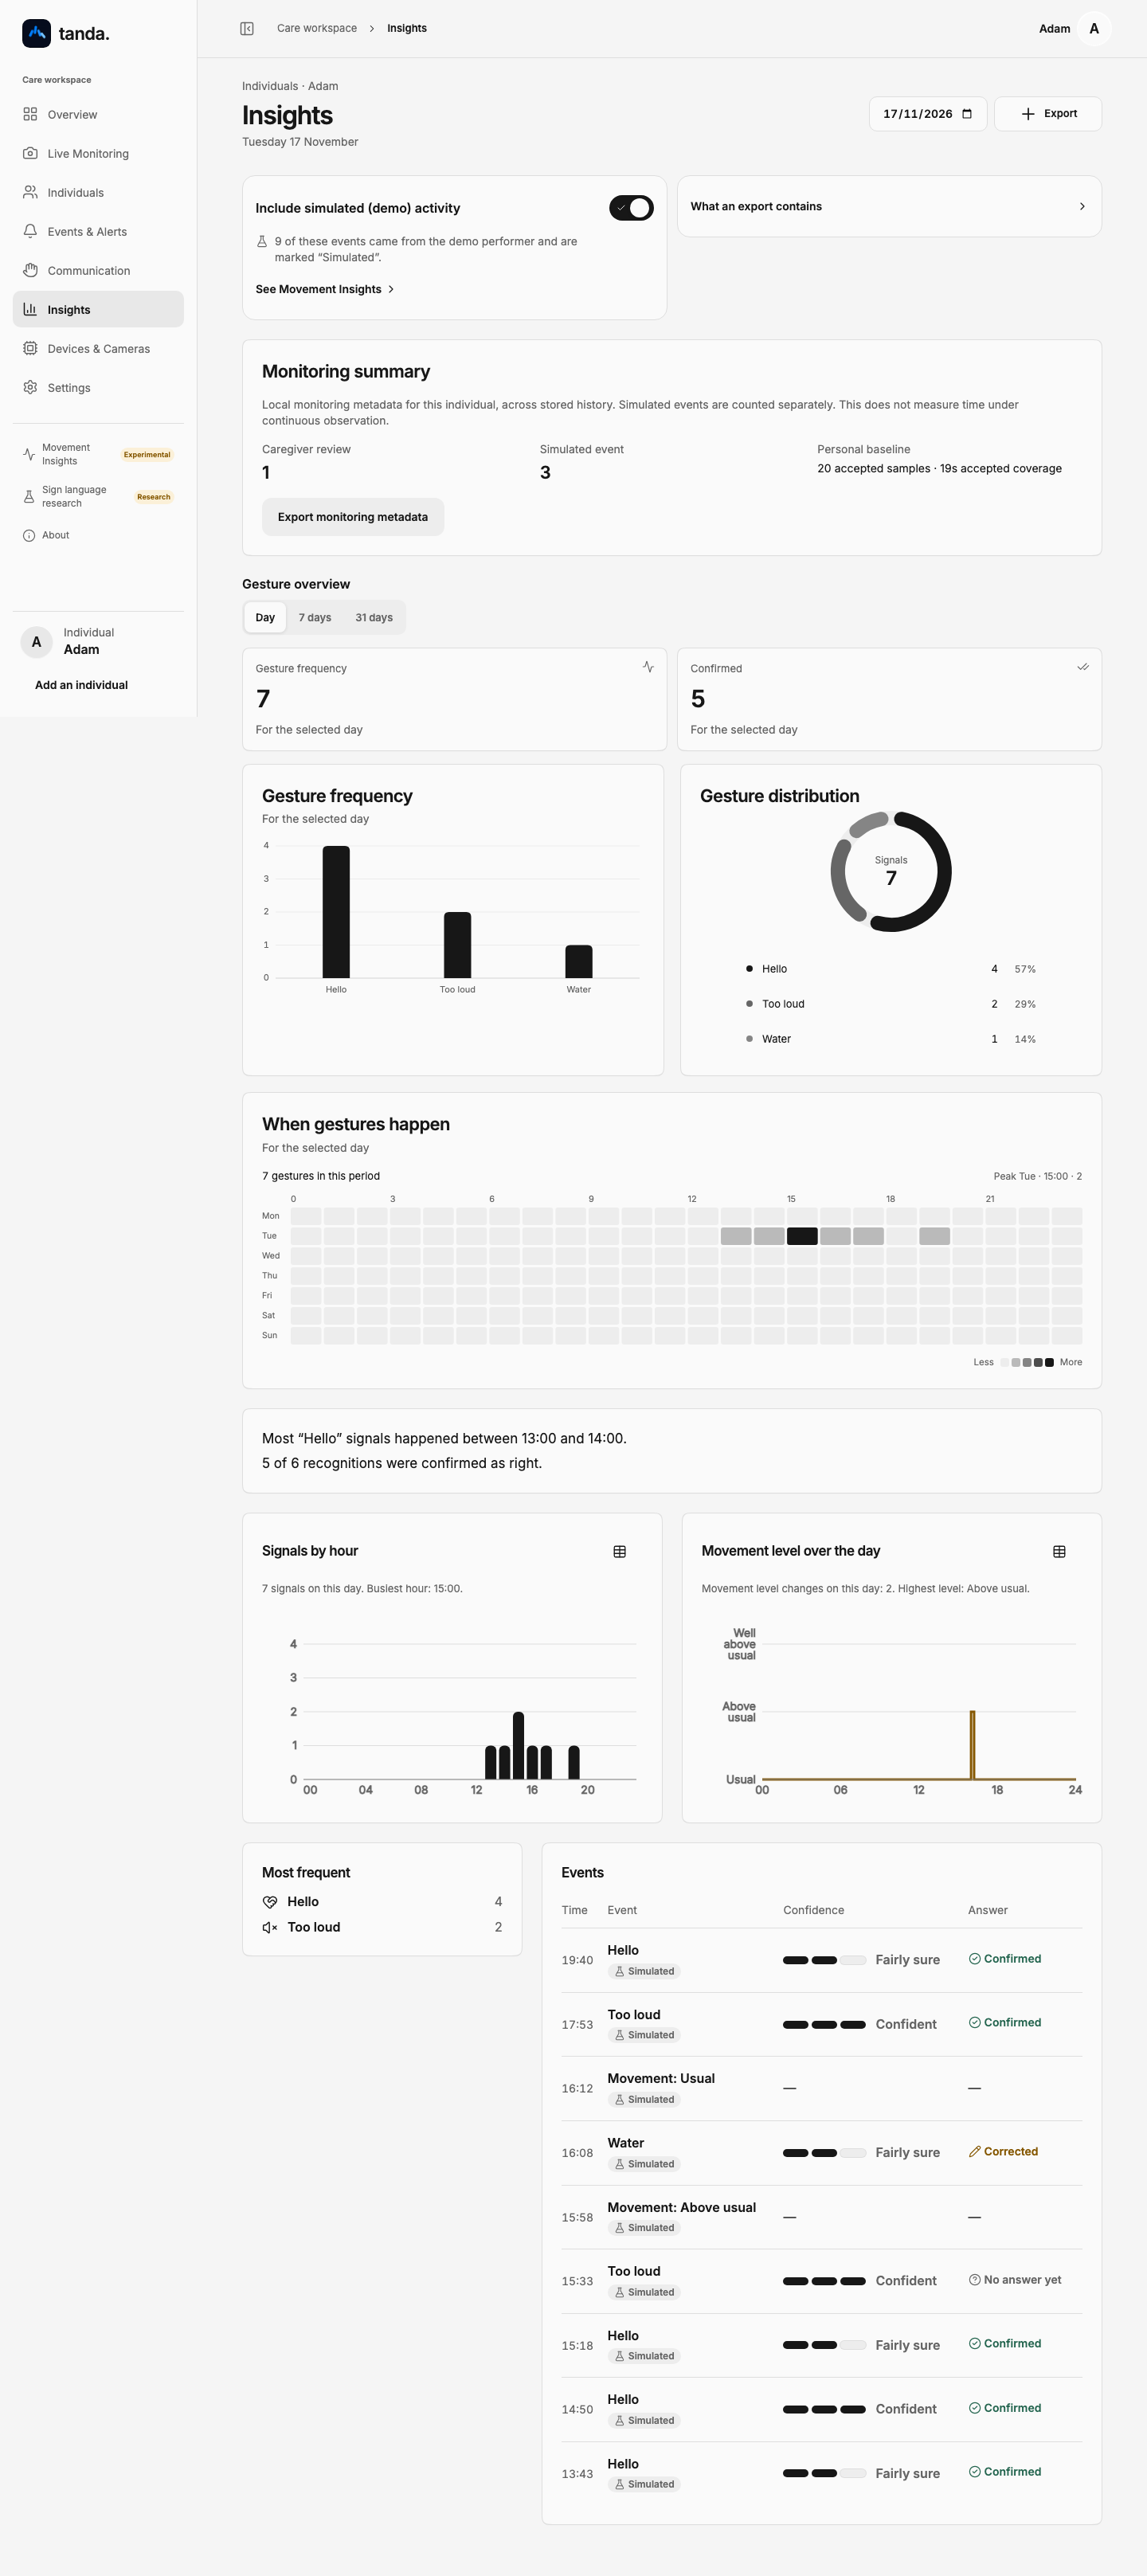 tanda.
Care workspace
Overview
Live Monitoring
Individuals
Events & Alerts
Communication
Insights
Devices & Cameras
Settings
Movement
Insights
Experimental
Sign language
research
Research
About
A
Individual
Adam
Add an individual
Care workspace
Insights
Adam
A
Individuals · Adam
Insights
Tuesday 17 November
17/11/2026
Export
Include simulated (demo) activity
9 of these events came from the demo performer and are
marked “Simulated”.
See Movement Insights
What an export contains
Monitoring summary
Local monitoring metadata for this individual, across stored history. Simulated events are counted separately. This does not measure time under
continuous observation.
Caregiver review
1
Simulated event
3
Personal baseline
20 accepted samples · 19s accepted coverage
Export monitoring metadata
Gesture overview
Day
7 days
31 days
Gesture frequency
7
For the selected day
Confirmed
5
For the selected day
Gesture frequency
For the selected day
4
3
2
1
0
Hello
Too loud
Water
Gesture distribution
Signals
7
Hello 4 57%
Too loud 2 29%
Water 1 14%
When gestures happen
For the selected day
7 gestures in this period
Peak Tue · 15:00 · 2
0 3 6 9 12 15 18 21
Mon
Tue
Wed
Thu
Fri
Sat
Sun
Less
More
Most “Hello” signals happened between 13:00 and 14:00.
5 of 6 recognitions were confirmed as right.
Signals by hour
7 signals on this day. Busiest hour: 15:00.
4
3
2
1
0
00 04 08 12 16 20
Movement level over the day
Movement level changes on this day: 2. Highest level: Above usual.
Well
above
usual
Above
usual
Usual
00 06 12 18 24
Most frequent
Hello 4
Too loud 2
Events
Time Event Confidence Answer
19:40 Hello Fairly sure Confirmed
Simulated
17:53 Too loud Confident Confirmed
Simulated
16:12 Movement: Usual — —
Simulated
16:08 Water Fairly sure Corrected
Simulated
15:58 Movement: Above usual — —
Simulated
15:33 Too loud Confident No answer yet
Simulated
15:18 Hello Fairly sure Confirmed
Simulated
14:50 Hello Confident Confirmed
Simulated
13:43 Hello Fairly sure Confirmed
Simulated